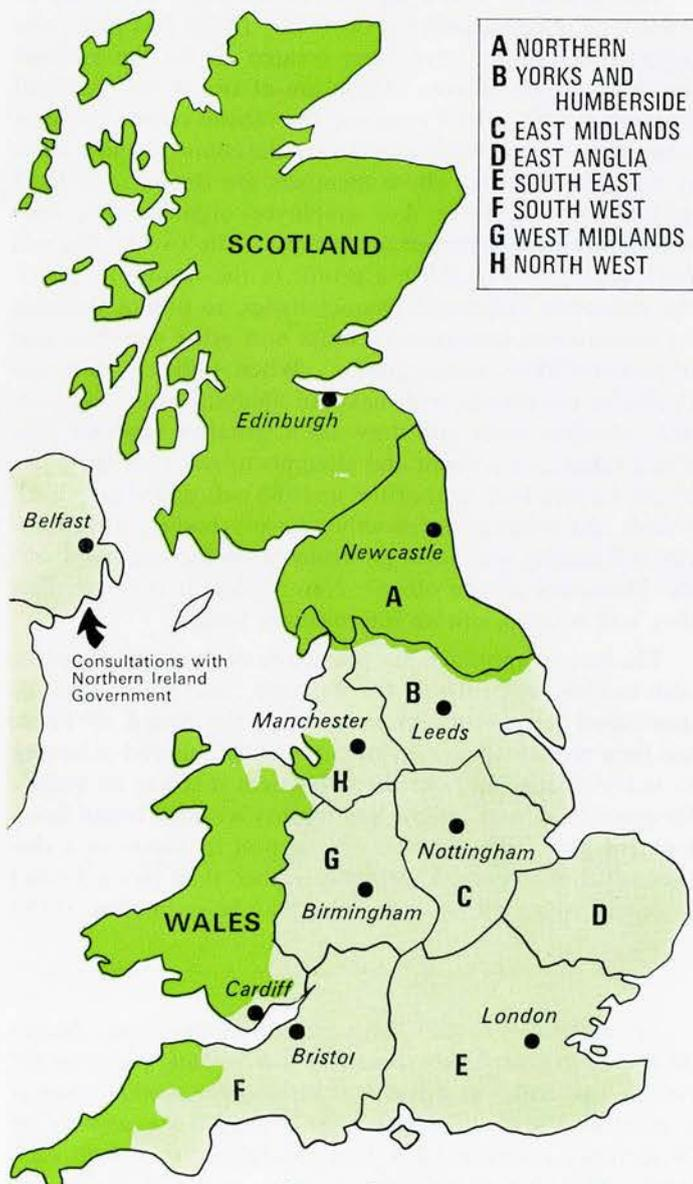 A NORTHERN
B YORKS AND
HUMBERSIDE
C EAST MIDLANDS
D EAST ANGLIA
E SOUTH EAST
F SOUTH WEST
G WEST MIDLANDS
H NORTH WEST
SCOTLAND
Edinburgh
Belfast
Newcastle
A
Consultations with
Northern Ireland
Government
B
Manchester
Leeds
H
Nottingham
G
Birmingham
C
D
WALES
Cardiff
London
Bristol
E
F